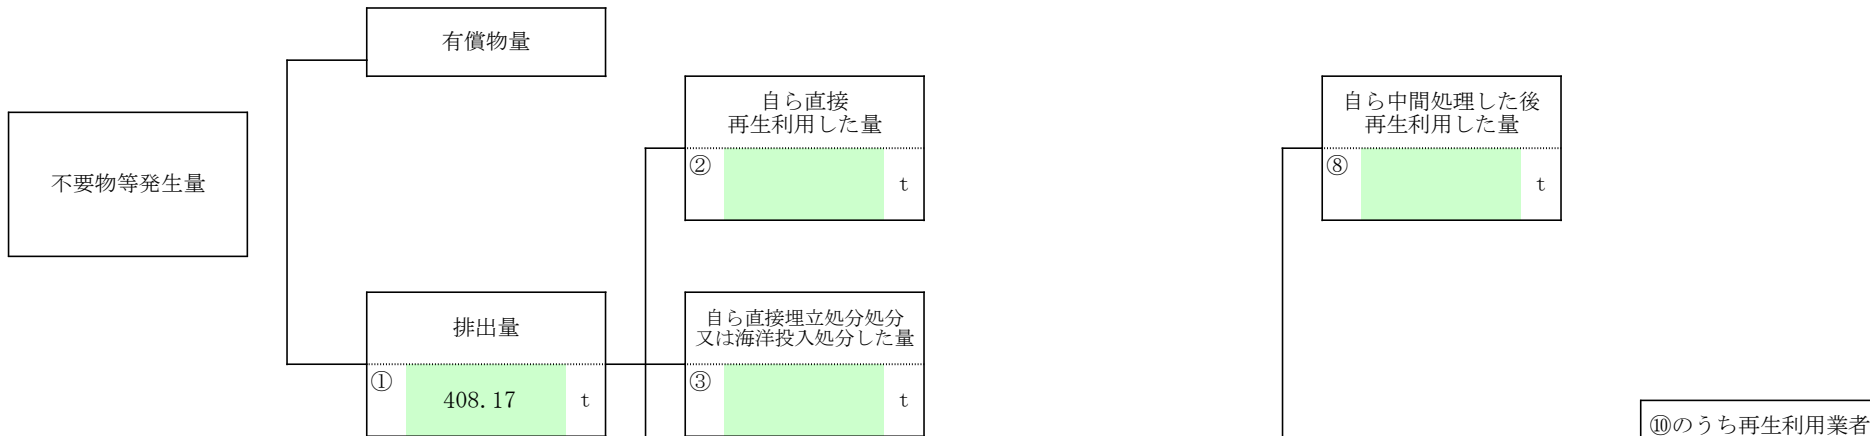 有償物量
自ら直接
再生利用した量
② t
自ら中間処理した後
再生利用した量
⑧ t
不要物等発生量
排出量
① 408.17 t
自ら直接埋立処分処分
又は海洋投入処分した量
③ t
⑩のうち再生利用業者